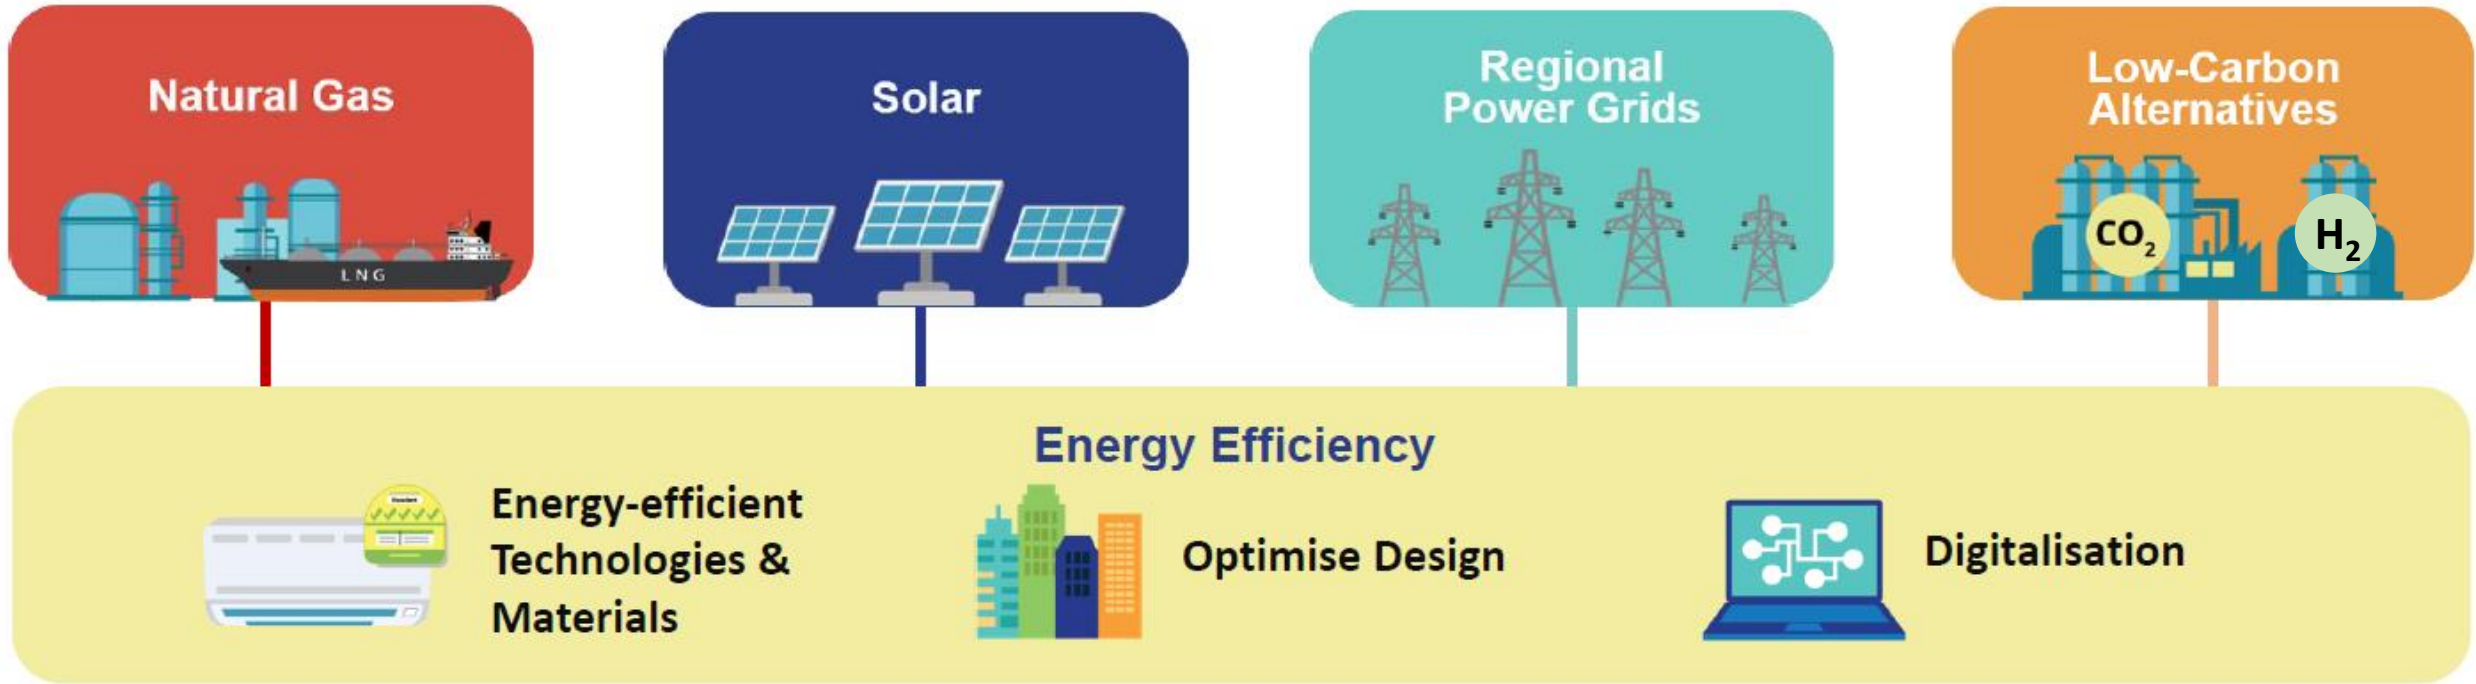 Natural Gas
Solar
Regional
Power Grids
Low-Carbon
Alternatives
LNG
CO₂
H₂
Energy Efficiency
Energy-efficient
Technologies &
Materials
Optimise Design
Digitalisation